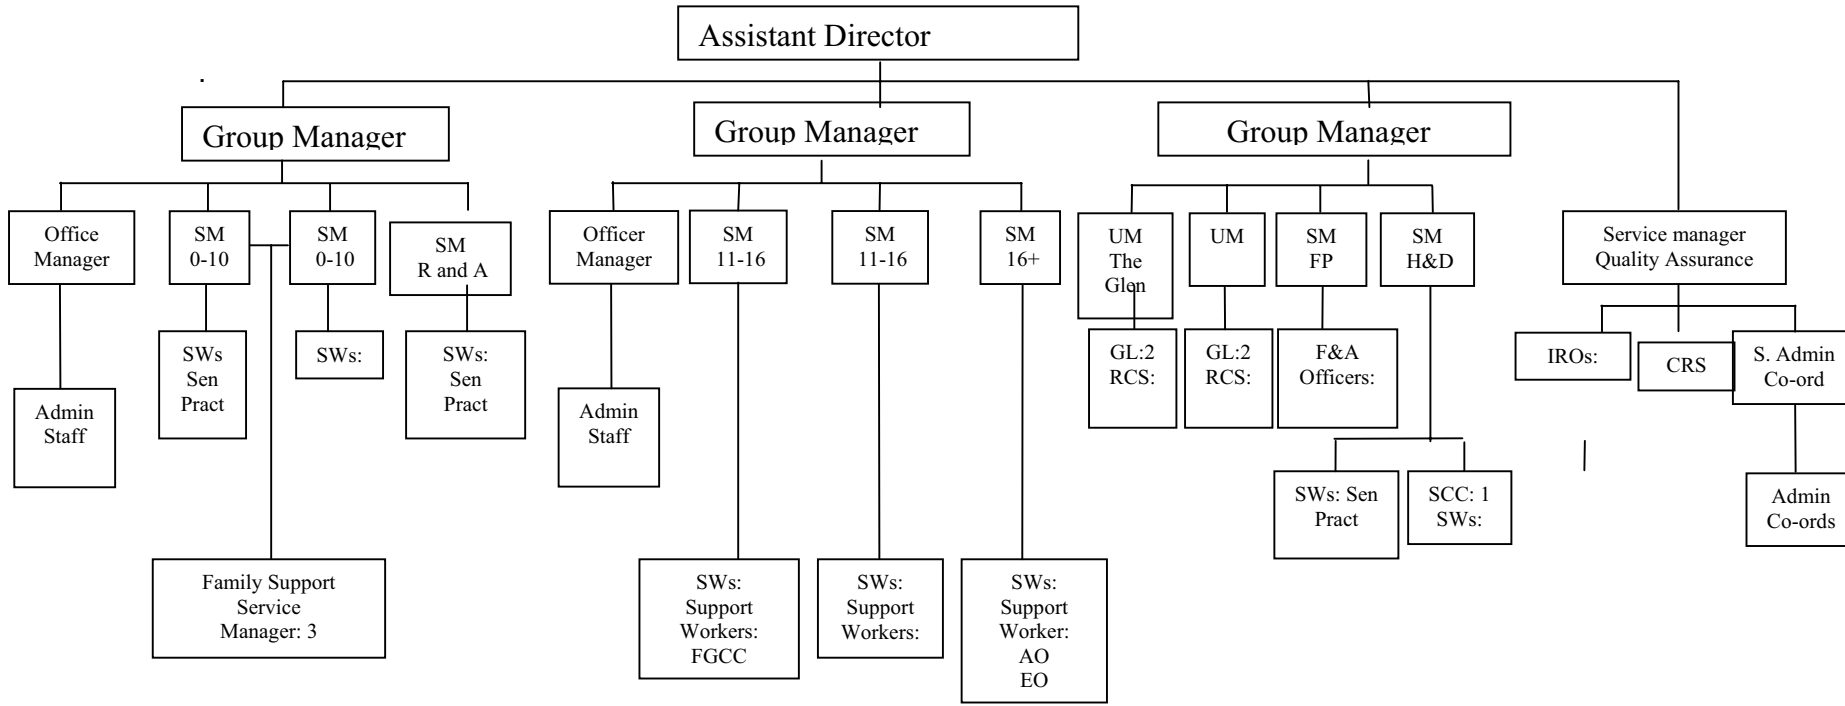 Assistant Director
Group Manager
Group Manager
Group Manager
Office
Manager
SM
0-10
SM
0-10
SM
R and A
Officer
Manager
SM
11-16
SM
11-16
SM
16+
UM
The
Glen
UM
SM
FP
SM
H&D
Service manager
Quality Assurance
SWs
Sen
Pract
SWs:
SWs:
Sen
Pract
GL:2
RCS:
GL:2
RCS:
F&A
Officers:
IROs:
CRS
S. Admin
Co-ord
Admin
Staff
Admin
Staff
SWs: Sen
Pract
SCC: 1
SWs:
Admin
Co-ords
Family Support
Service
Manager: 3
SWs:
Support
Workers:
FGCC
SWs:
Support
Workers:
SWs:
Support
Worker:
AO
EO